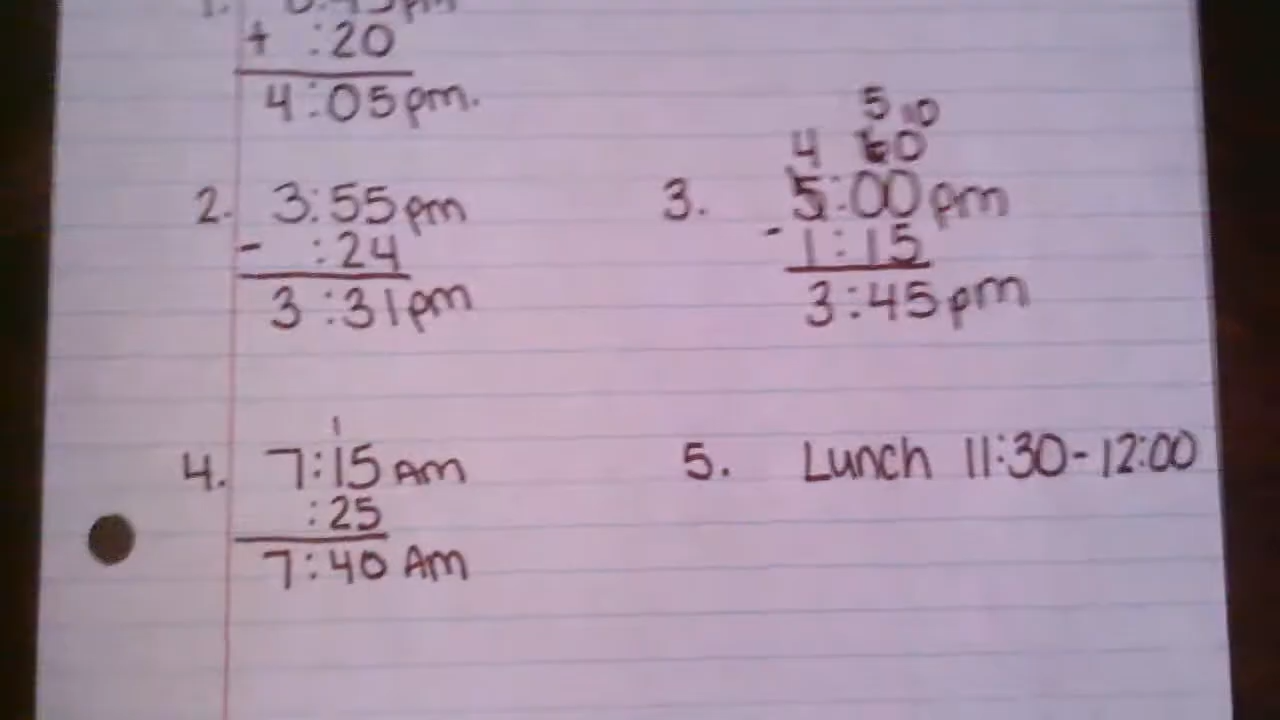 + :20
4:05pm.
2. 3:55pm
- :24
3:31pm
5 10
4 60
3. 5:00pm
- 1:15
3:45pm
1
4. 7:15 Am
:25
7:40 Am
5. Lunch 11:30-12:00